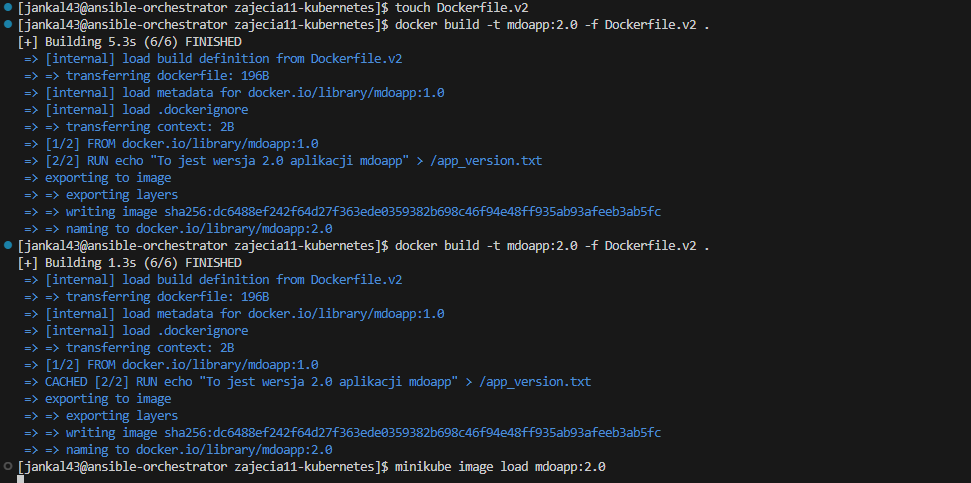 [jankal43@ansible-orchestrator zajecia11-kubernetes]$ touch Dockerfile.v2
[jankal43@ansible-orchestrator zajecia11-kubernetes]$ docker build -t mdoapp:2.0 -f Dockerfile.v2 .
[+] Building 5.3s (6/6) FINISHED
=> [internal] load build definition from Dockerfile.v2
=> => transferring dockerfile: 196B
=> [internal] load metadata for docker.io/library/mdoapp:1.0
=> [internal] load .dockerignore
=> => transferring context: 2B
=> [1/2] FROM docker.io/library/mdoapp:1.0
=> [2/2] RUN echo "To jest wersja 2.0 aplikacji mdoapp" > /app_version.txt
=> exporting to image
=> => exporting layers
=> => writing image sha256:dc6488ef242f64d27f363ede0359382b698c46f94e48ff935ab93afeeb3ab5fc
=> => naming to docker.io/library/mdoapp:2.0
[jankal43@ansible-orchestrator zajecia11-kubernetes]$ docker build -t mdoapp:2.0 -f Dockerfile.v2 .
[+] Building 1.3s (6/6) FINISHED
=> [internal] load build definition from Dockerfile.v2
=> => transferring dockerfile: 196B
=> [internal] load metadata for docker.io/library/mdoapp:1.0
=> [internal] load .dockerignore
=> => transferring context: 2B
=> [1/2] FROM docker.io/library/mdoapp:1.0
=> CACHED [2/2] RUN echo "To jest wersja 2.0 aplikacji mdoapp" > /app_version.txt
=> exporting to image
=> => exporting layers
=> => writing image sha256:dc6488ef242f64d27f363ede0359382b698c46f94e48ff935ab93afeeb3ab5fc
=> => naming to docker.io/library/mdoapp:2.0
[jankal43@ansible-orchestrator zajecia11-kubernetes]$ minikube image load mdoapp:2.0